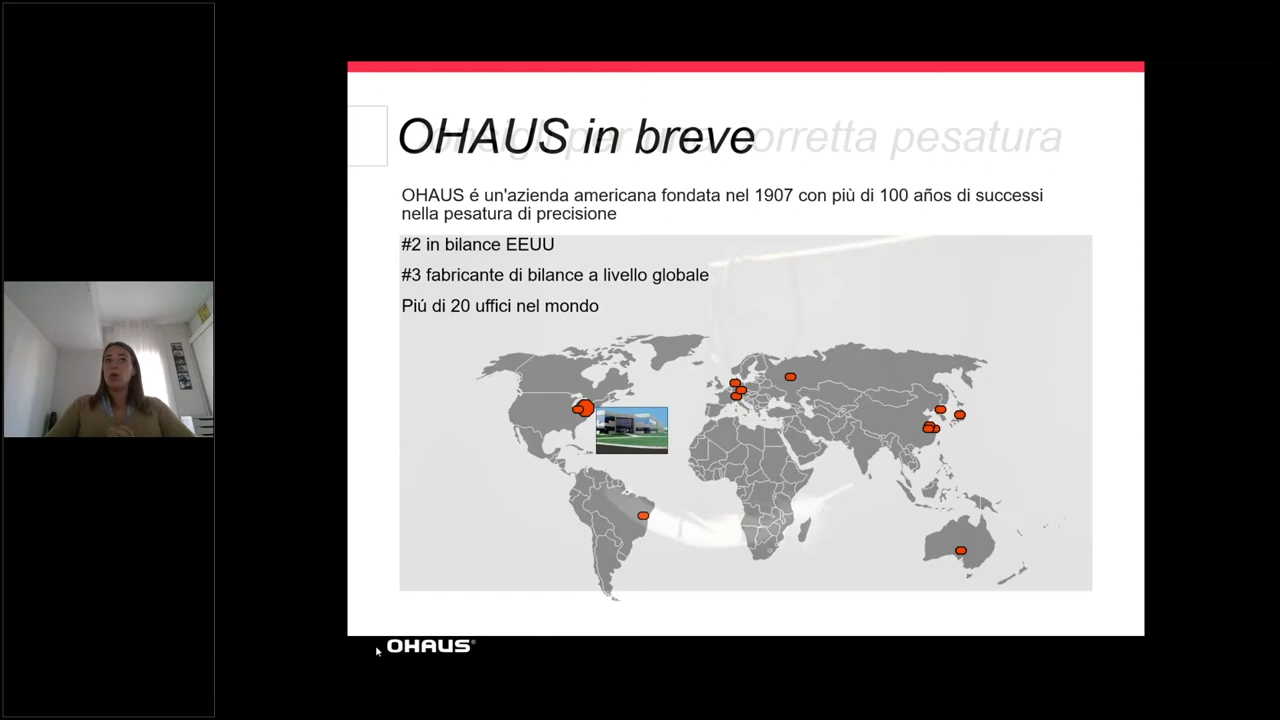 OHAUS in breve
orretta pesatura
OHAUS é un'azienda americana fondata nel 1907 con più di 100 años di successi
nella pesatura di precisione
#2 in bilance EEUU
#3 fabricante di bilance a livello globale
Piú di 20 uffici nel mondo
OHAUS®